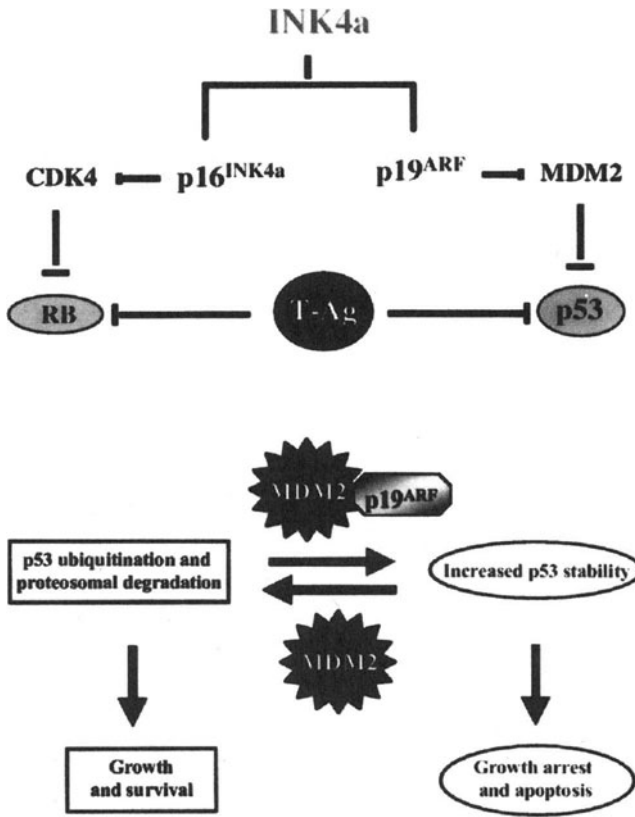 INK4a
CDK4 p16INK4a p19ARF MDM2
RB T-Ag p53
MDM2 p19ARF
p53 ubiquitination and
proteosomal degradation
Increased p53 stability
MDM2
Growth
and survival
Growth arrest
and apoptosis